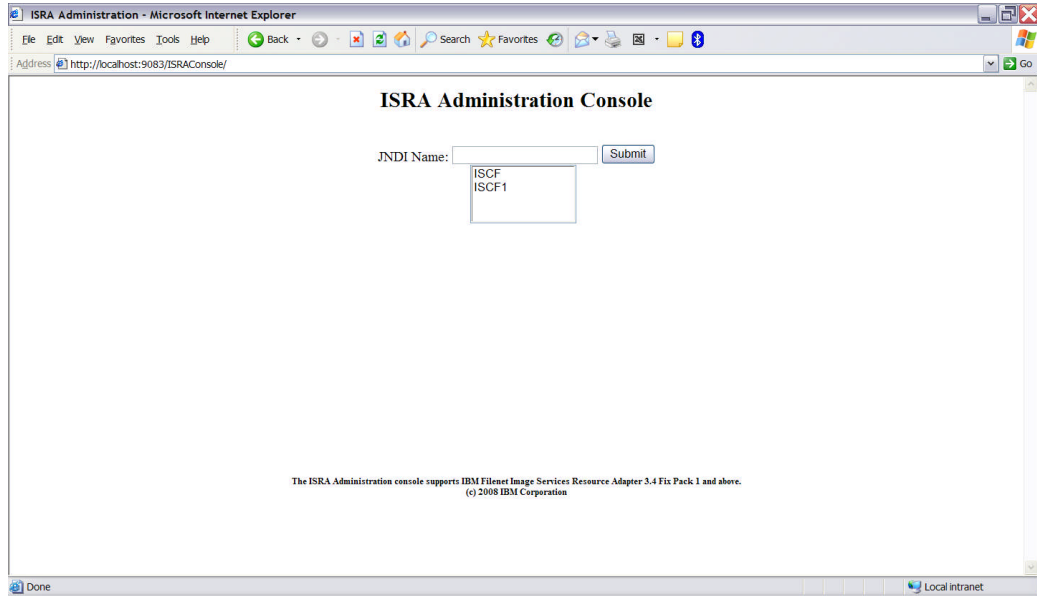 ISRA Administration - Microsoft Internet Explorer
File Edit View Favorites Tools Help Back Search Favorites
Address http://localhost:9083/ISRAConsole/ Go
ISRA Administration Console
JNDI Name: Submit
ISCF
ISCF1
The ISRA Administration console supports IBM Filenet Image Services Resource Adapter 3.4 Fix Pack 1 and above.
(c) 2008 IBM Corporation
Done Local intranet